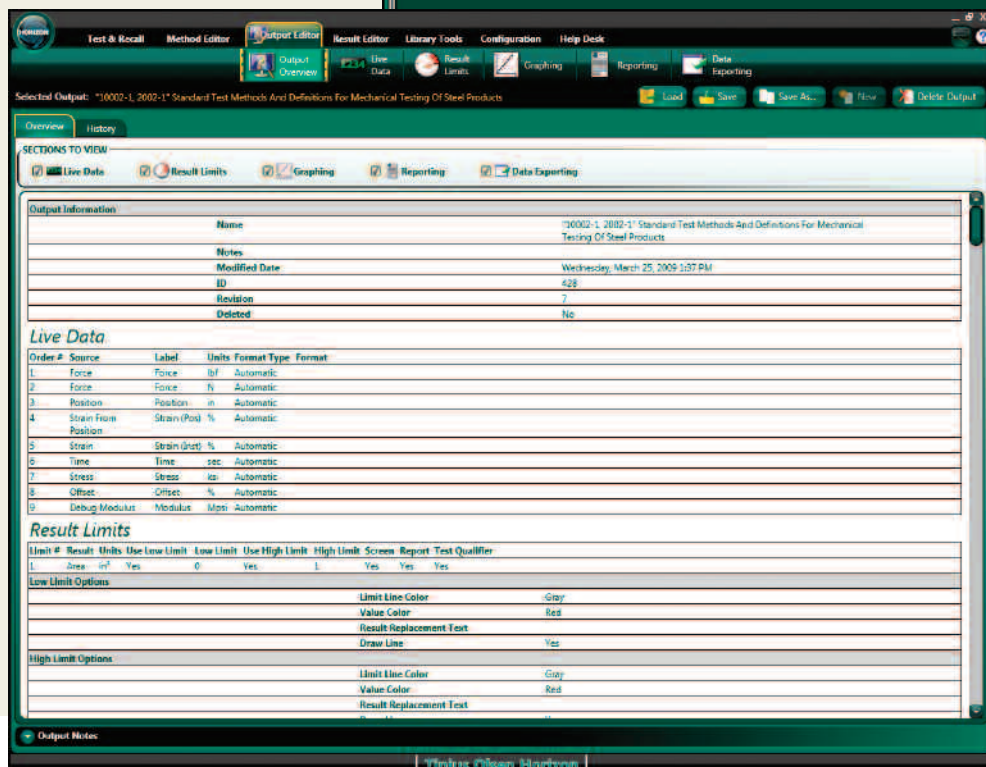 HORIZON
Test & Recall Method Editor Output Editor Result Editor Library Tools Configuration Help Desk
Output Overview Live Data Result Limits Graphing Reporting Data Exporting
Selected Output: "10002-1, 2002-1" Standard Test Methods And Definitions For Mechanical Testing Of Steel Products Load Save Save As... New Delete Output
Overview History
SECTIONS TO VIEW
Live Data Result Limits Graphing Reporting Data Exporting
Output Information
Name "10002-1, 2002-1" Standard Test Methods And Definitions For Mechanical
Testing Of Steel Products
Notes
Modified Date Wednesday, March 25, 2009 1:37 PM
ID 428
Revision 7
Deleted No
Live Data
Order # Source Label Units Format Type Format
1 Force Force lbf Automatic
2 Force Force N Automatic
3 Position Position in Automatic
4 Strain From Strain (Pos) % Automatic
Position
5 Strain Strain (Inst) % Automatic
6 Time Time sec Automatic
7 Stress Stress ksi Automatic
8 Offset Offset % Automatic
9 Debug Modulus Modulus Mpsi Automatic
Result Limits
Limit # Result Units Use Low Limit Low Limit Use High Limit High Limit Screen Report Test Qualifier
1 Area in² Yes 0 Yes 1 Yes Yes Yes
Low Limit Options
Limit Line Color Gray
Value Color Red
Result Replacement Text
Draw Line Yes
High Limit Options
Limit Line Color Gray
Value Color Red
Result Replacement Text
Output Notes
Tinius Olsen Horizon